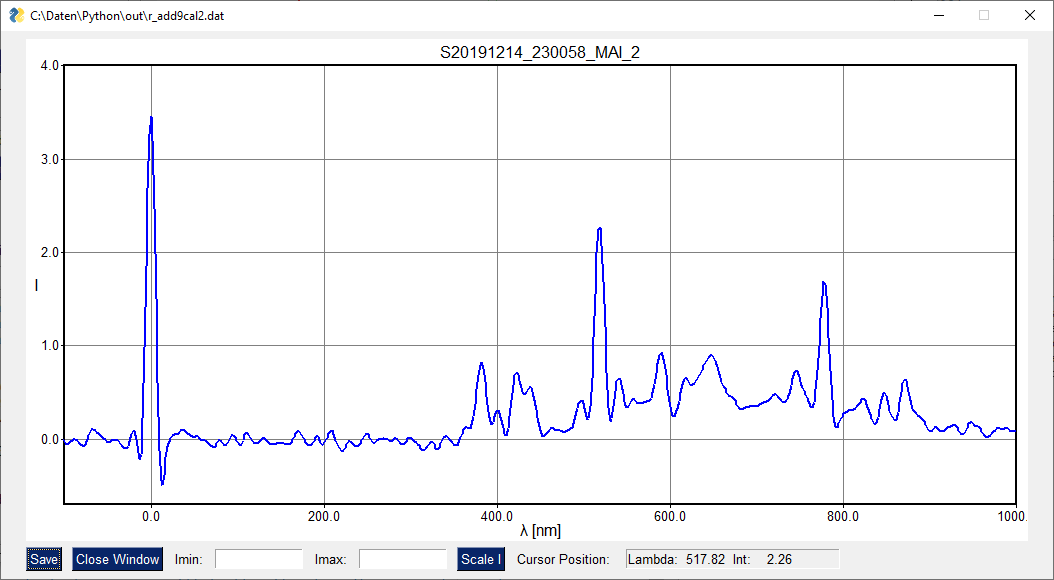 C:\Daten\Python\out\r_add9cal2.dat
S20191214_230058_MAI_2
4.0
3.0
2.0
I
1.0
0.0
0.0 200.0 400.0 600.0 800.0 1000.
λ [nm]
Save Close Window Imin: Imax: Scale I Cursor Position: Lambda: 517.82 Int: 2.26